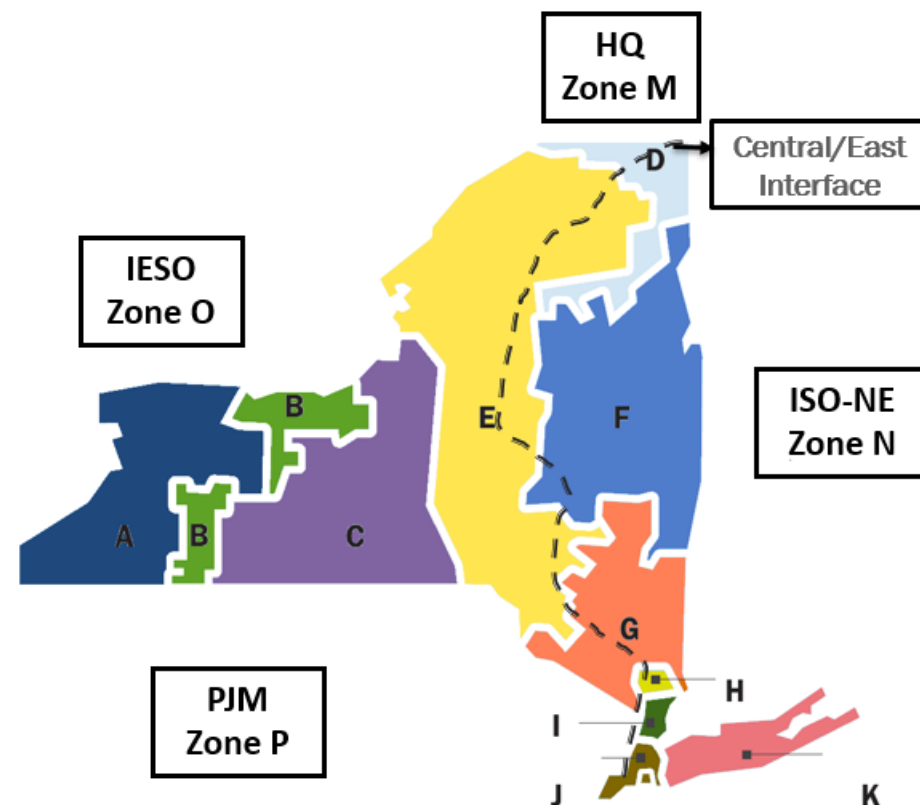 HQ
Zone M
D
Central/East
Interface
IESO
Zone O
B
E
F
ISO-NE
Zone N
A
B
C
G
PJM
Zone P
H
I
J
K